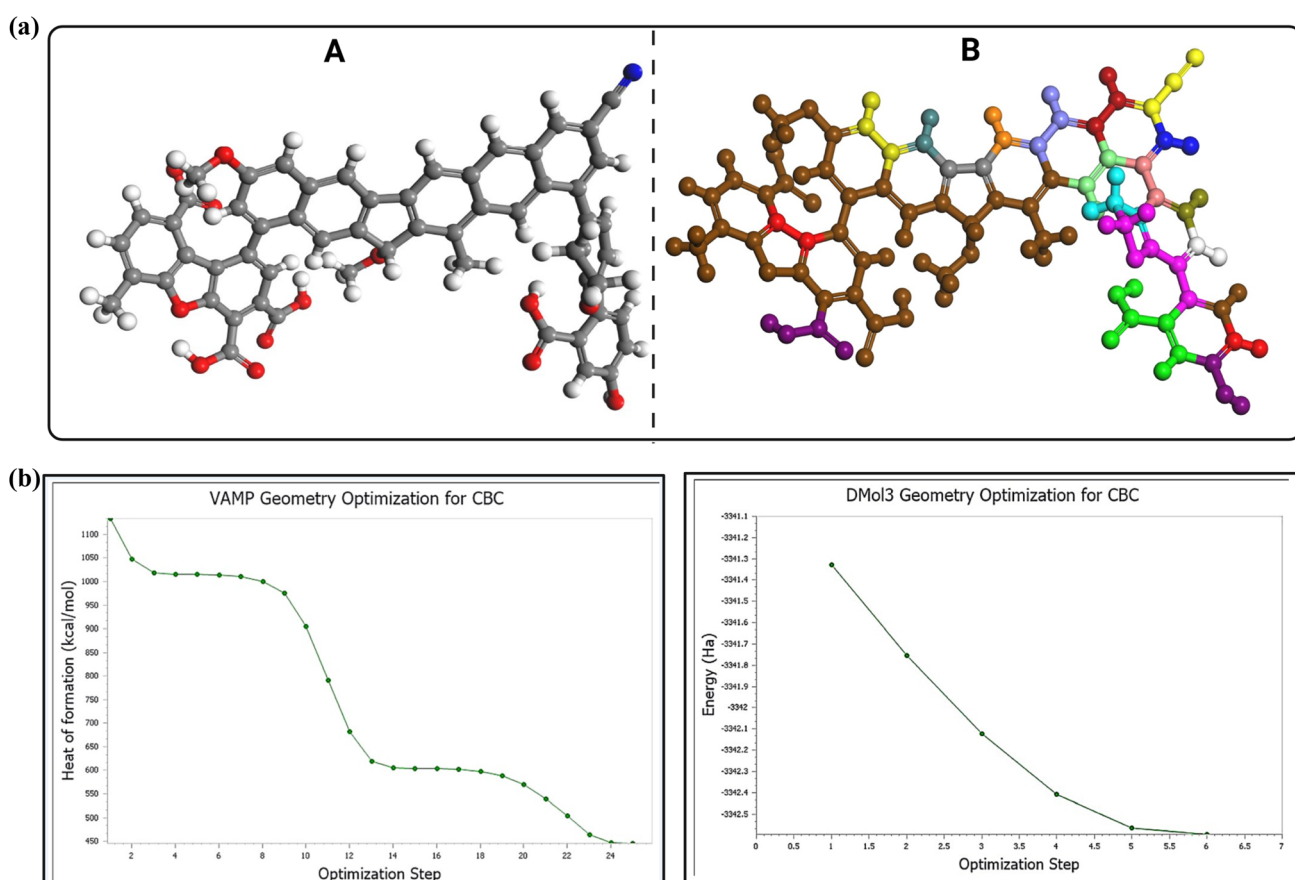 (a)
A
B
(b)
VAMP Geometry Optimization for CBC
Heat of formation (kcal/mol)
1100
1050
1000
950
900
850
800
750
700
650
600
550
500
450
2 4 6 8 10 12 14 16 18 20 22 24
Optimization Step
DMol3 Geometry Optimization for CBC
Energy (Ha)
-3341.1
-3341.2
-3341.3
-3341.4
-3341.5
-3341.6
-3341.8
-3341.9
-3342
-3342.1
-3342.2
-3342.3
-3342.4
-3342.5
0 0.5 1 1.5 2 2.5 3 3.5 4 4.5 5 5.5 6 6.5 7
Optimization Step